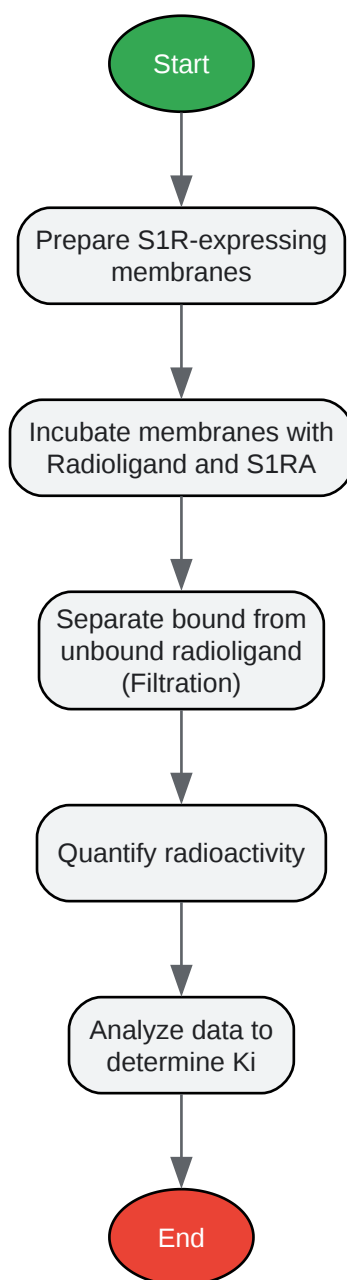 Start
Prepare S1R-expressing
membranes
Incubate membranes with
Radioligand and S1RA
Separate bound from
unbound radioligand
(Filtration)
Quantify radioactivity
Analyze data to
determine Ki
End